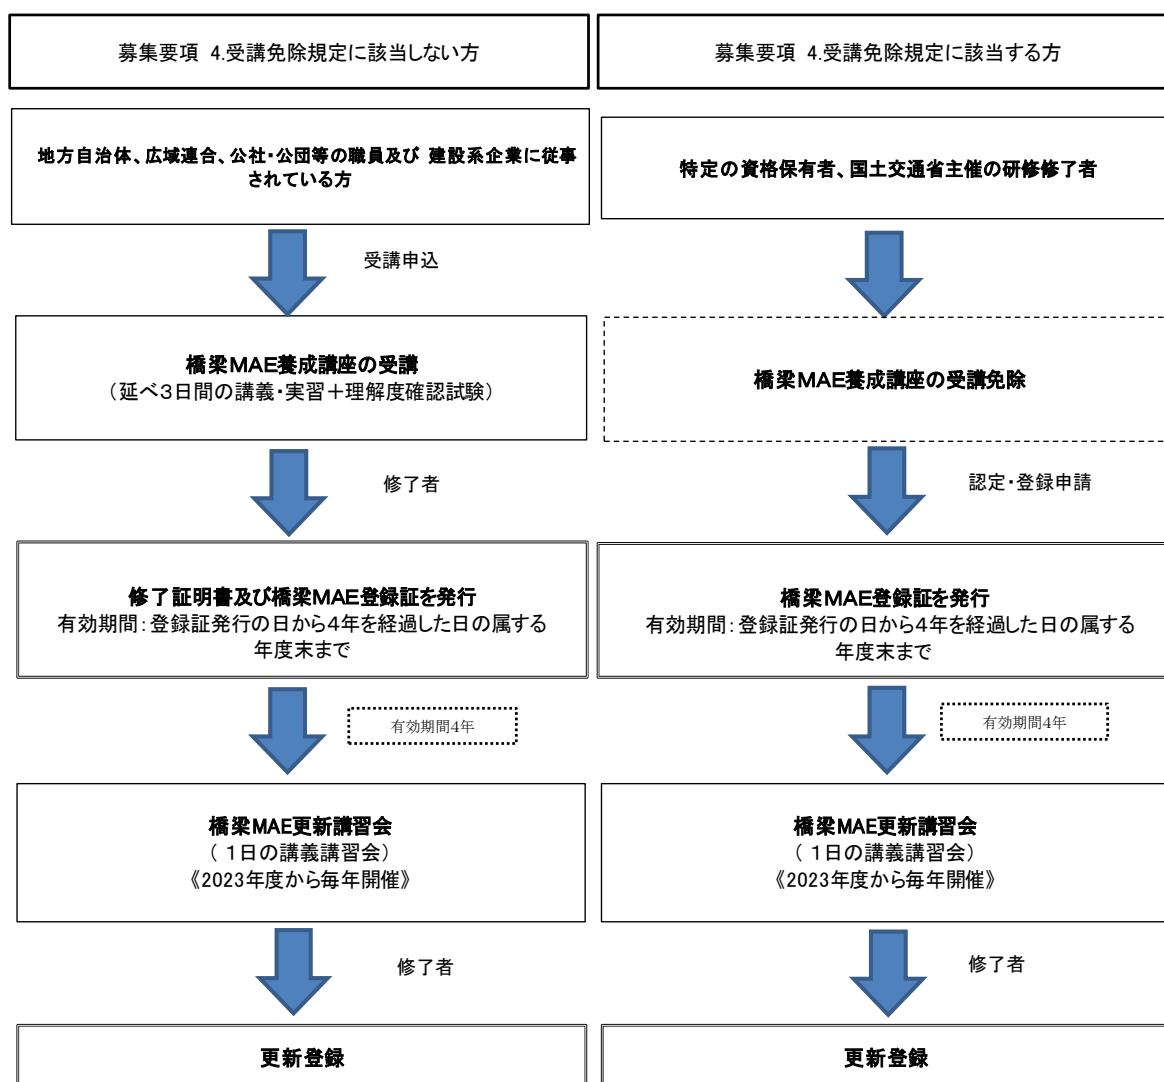 募集要項 4.受講免除規定に該当しない方
地方自治体、広域連合、公社・公団等の職員及び 建設系企業に従事
されている方
受講申込
橋梁MAE養成講座の受講
（延べ3日間の講義・実習＋理解度確認試験）
修了者
修了証明書及び橋梁MAE登録証を発行
有効期間：登録証発行の日から4年を経過した日の属する
年度末まで
有効期間4年
橋梁MAE更新講習会
（ 1日の講義講習会）
《2023年度から毎年開催》
修了者
更新登録
募集要項 4.受講免除規定に該当する方
特定の資格保有者、国土交通省主催の研修修了者
橋梁MAE養成講座の受講免除
認定・登録申請
橋梁MAE登録証を発行
有効期間：登録証発行の日から4年を経過した日の属する
年度末まで
有効期間4年
橋梁MAE更新講習会
（ 1日の講義講習会）
《2023年度から毎年開催》
修了者
更新登録